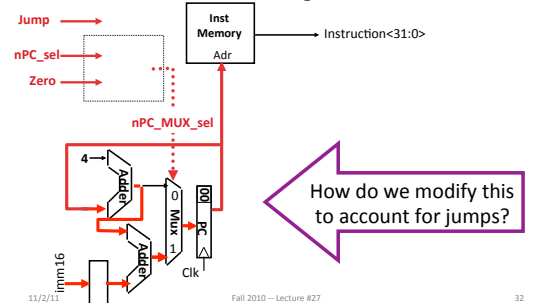 Jump
nPC_sel
Zero
Inst
Memory
Adr
Instruction<31:0>
nPC_MUX_sel
4
Adder
0
Mux
1
00
PC
Adder
imm16
Clk
How do we modify this
to account for jumps?
11/2/11
Fall 2010 -- Lecture #27
32